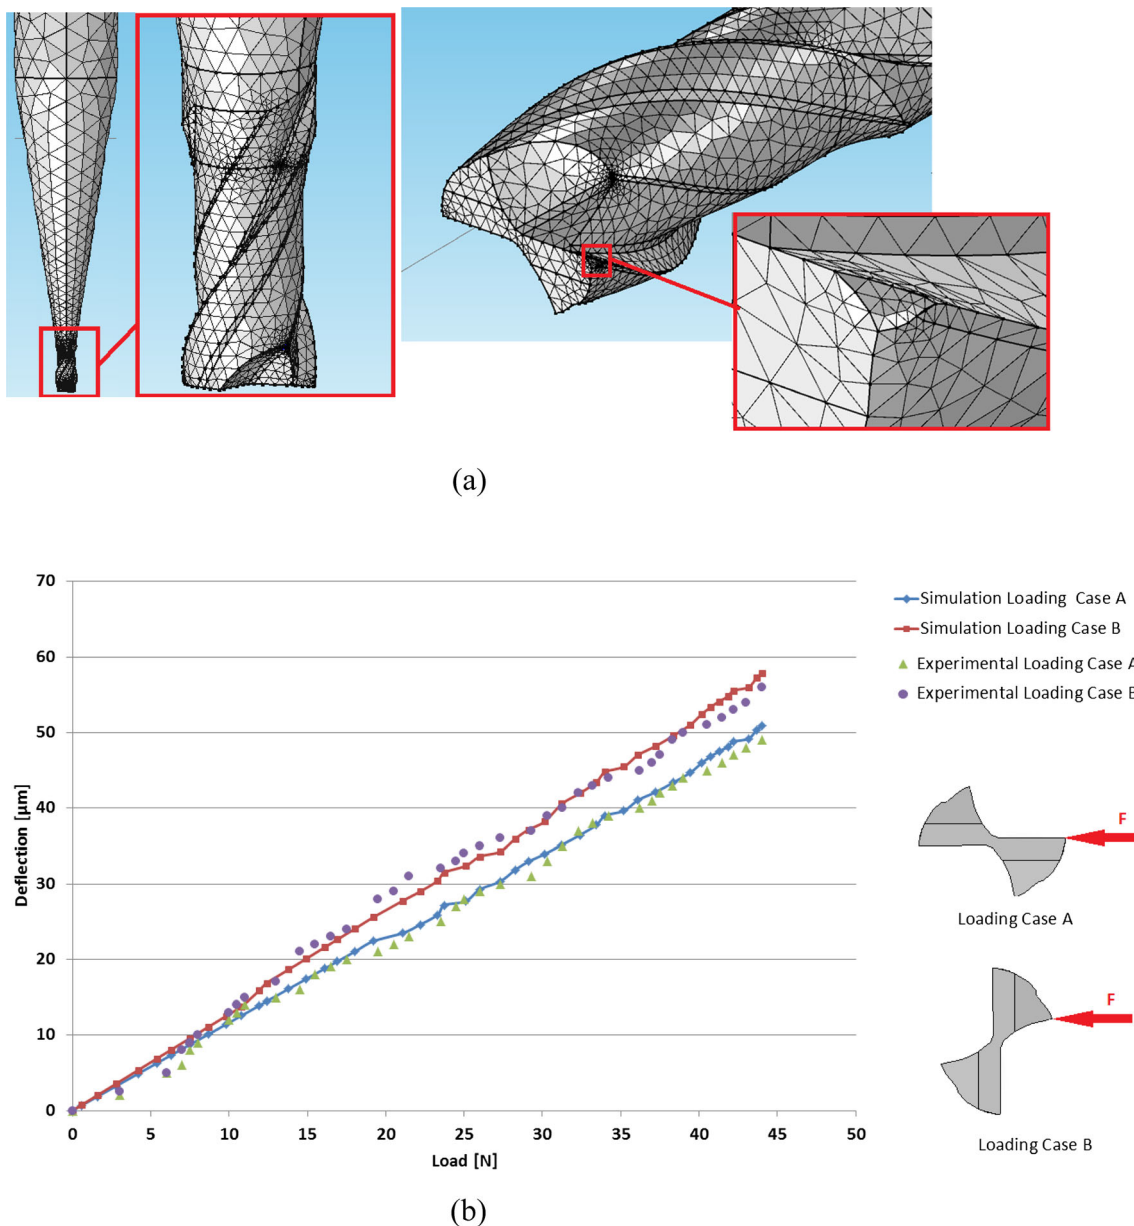 (a)
70
60
50
40
30
20
10
0
Deflection [µm]
0 5 10 15 20 25 30 35 40 45 50
Load [N]
Simulation Loading Case A
Simulation Loading Case B
Experimental Loading Case A
Experimental Loading Case B
F
Loading Case A
F
Loading Case B
(b)